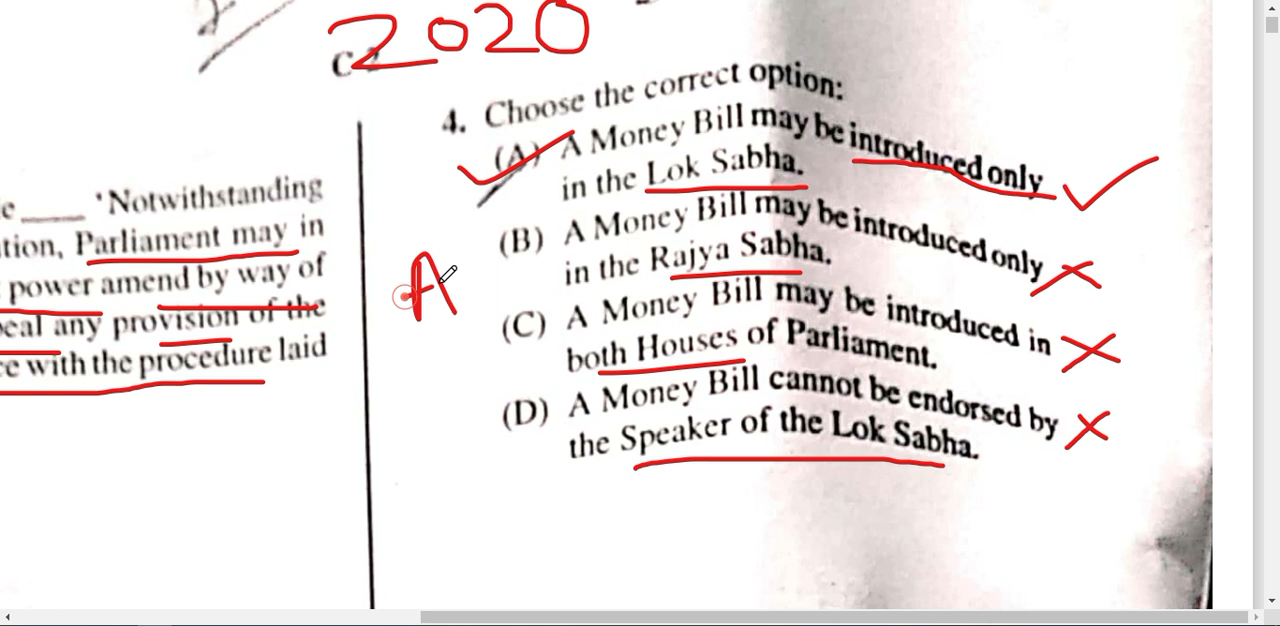 2020
4. Choose the correct option:
(A) A Money Bill may be introduced only
in the Lok Sabha.
(B) A Money Bill may be introduced only
in the Rajya Sabha.
(C) A Money Bill may be introduced in
both Houses of Parliament.
(D) A Money Bill cannot be endorsed by
the Speaker of the Lok Sabha.
A
e ____ 'Notwithstanding
tion, Parliament may in
power amend by way of
eal any provision of the
e with the procedure laid